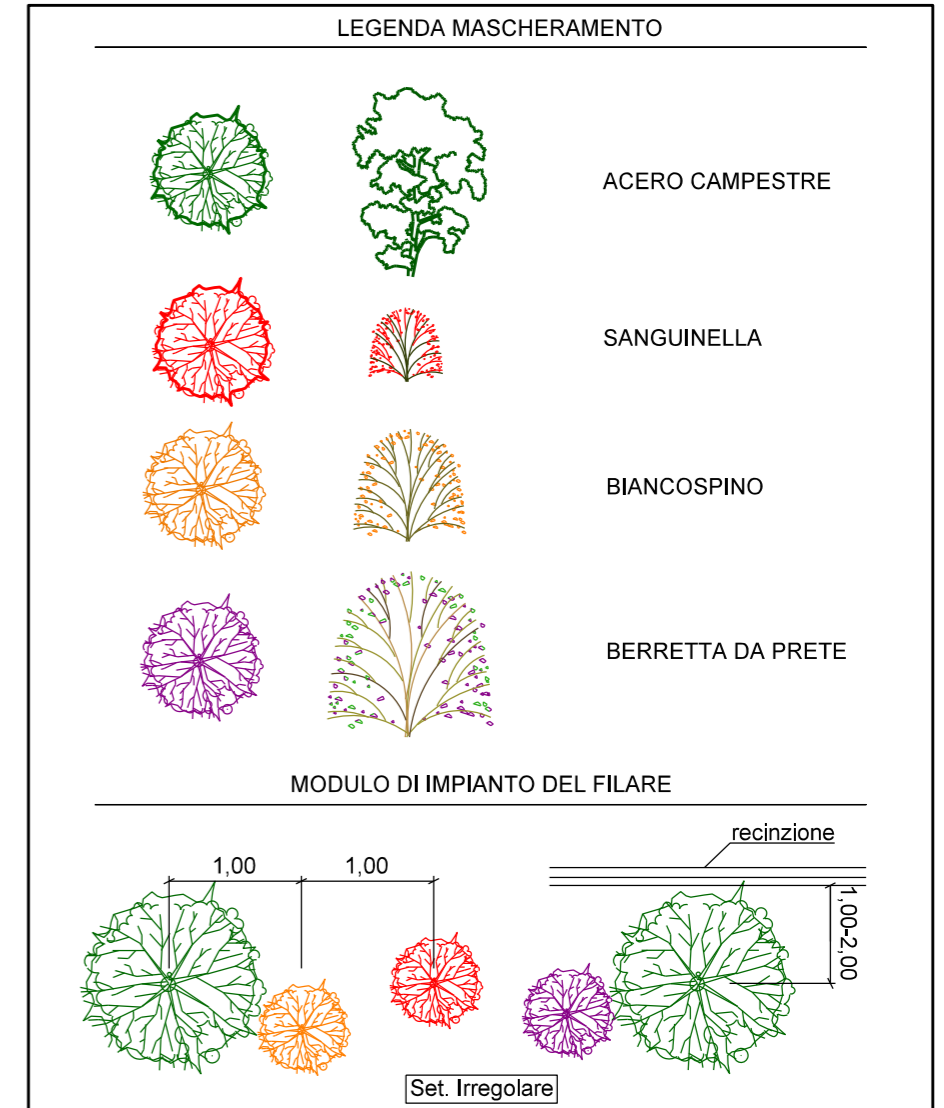 LEGENDA MASCHERAMENTO
ACERO CAMPESTRE
SANGUINELLA
BIANCOSPINO
BERRETTA DA PRETE
MODULO DI IMPIANTO DEL FILARE
recinzione
1,00 1,00
1,00-2,00
Set. Irregolare